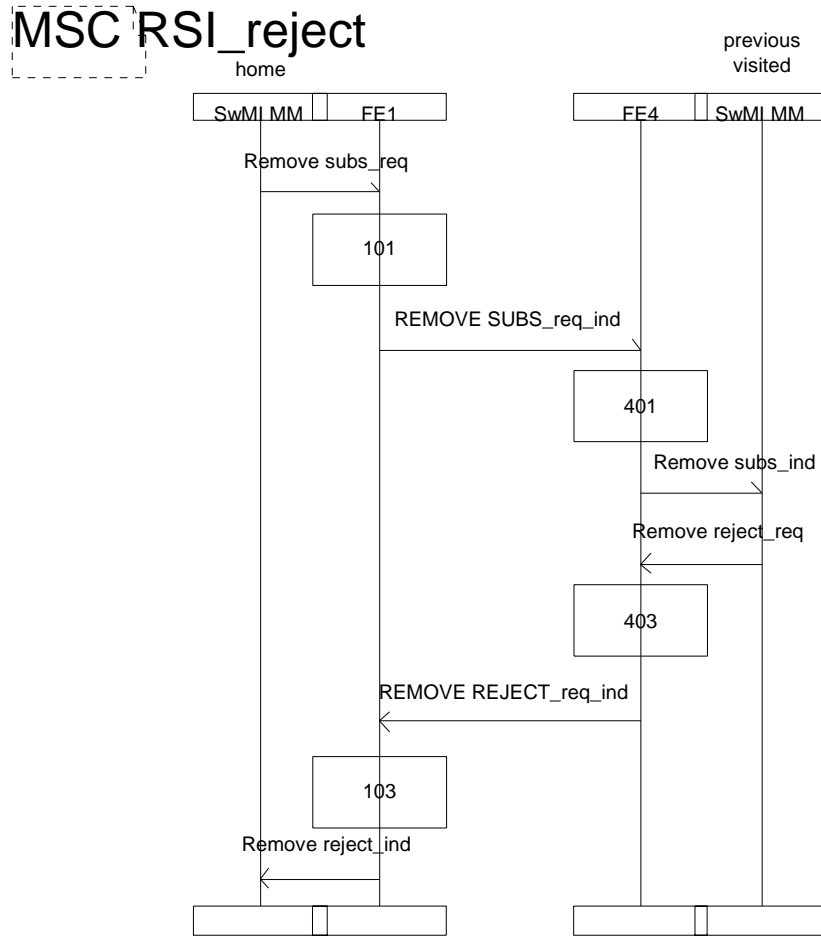 MSC RSI_reject
home
previous
visited
SwMI MM
FE1
FE4
SwMI MM
Remove subs_req
101
REMOVE SUBS_req_ind
401
Remove subs_ind
Remove reject_req
403
REMOVE REJECT_req_ind
103
Remove reject_ind